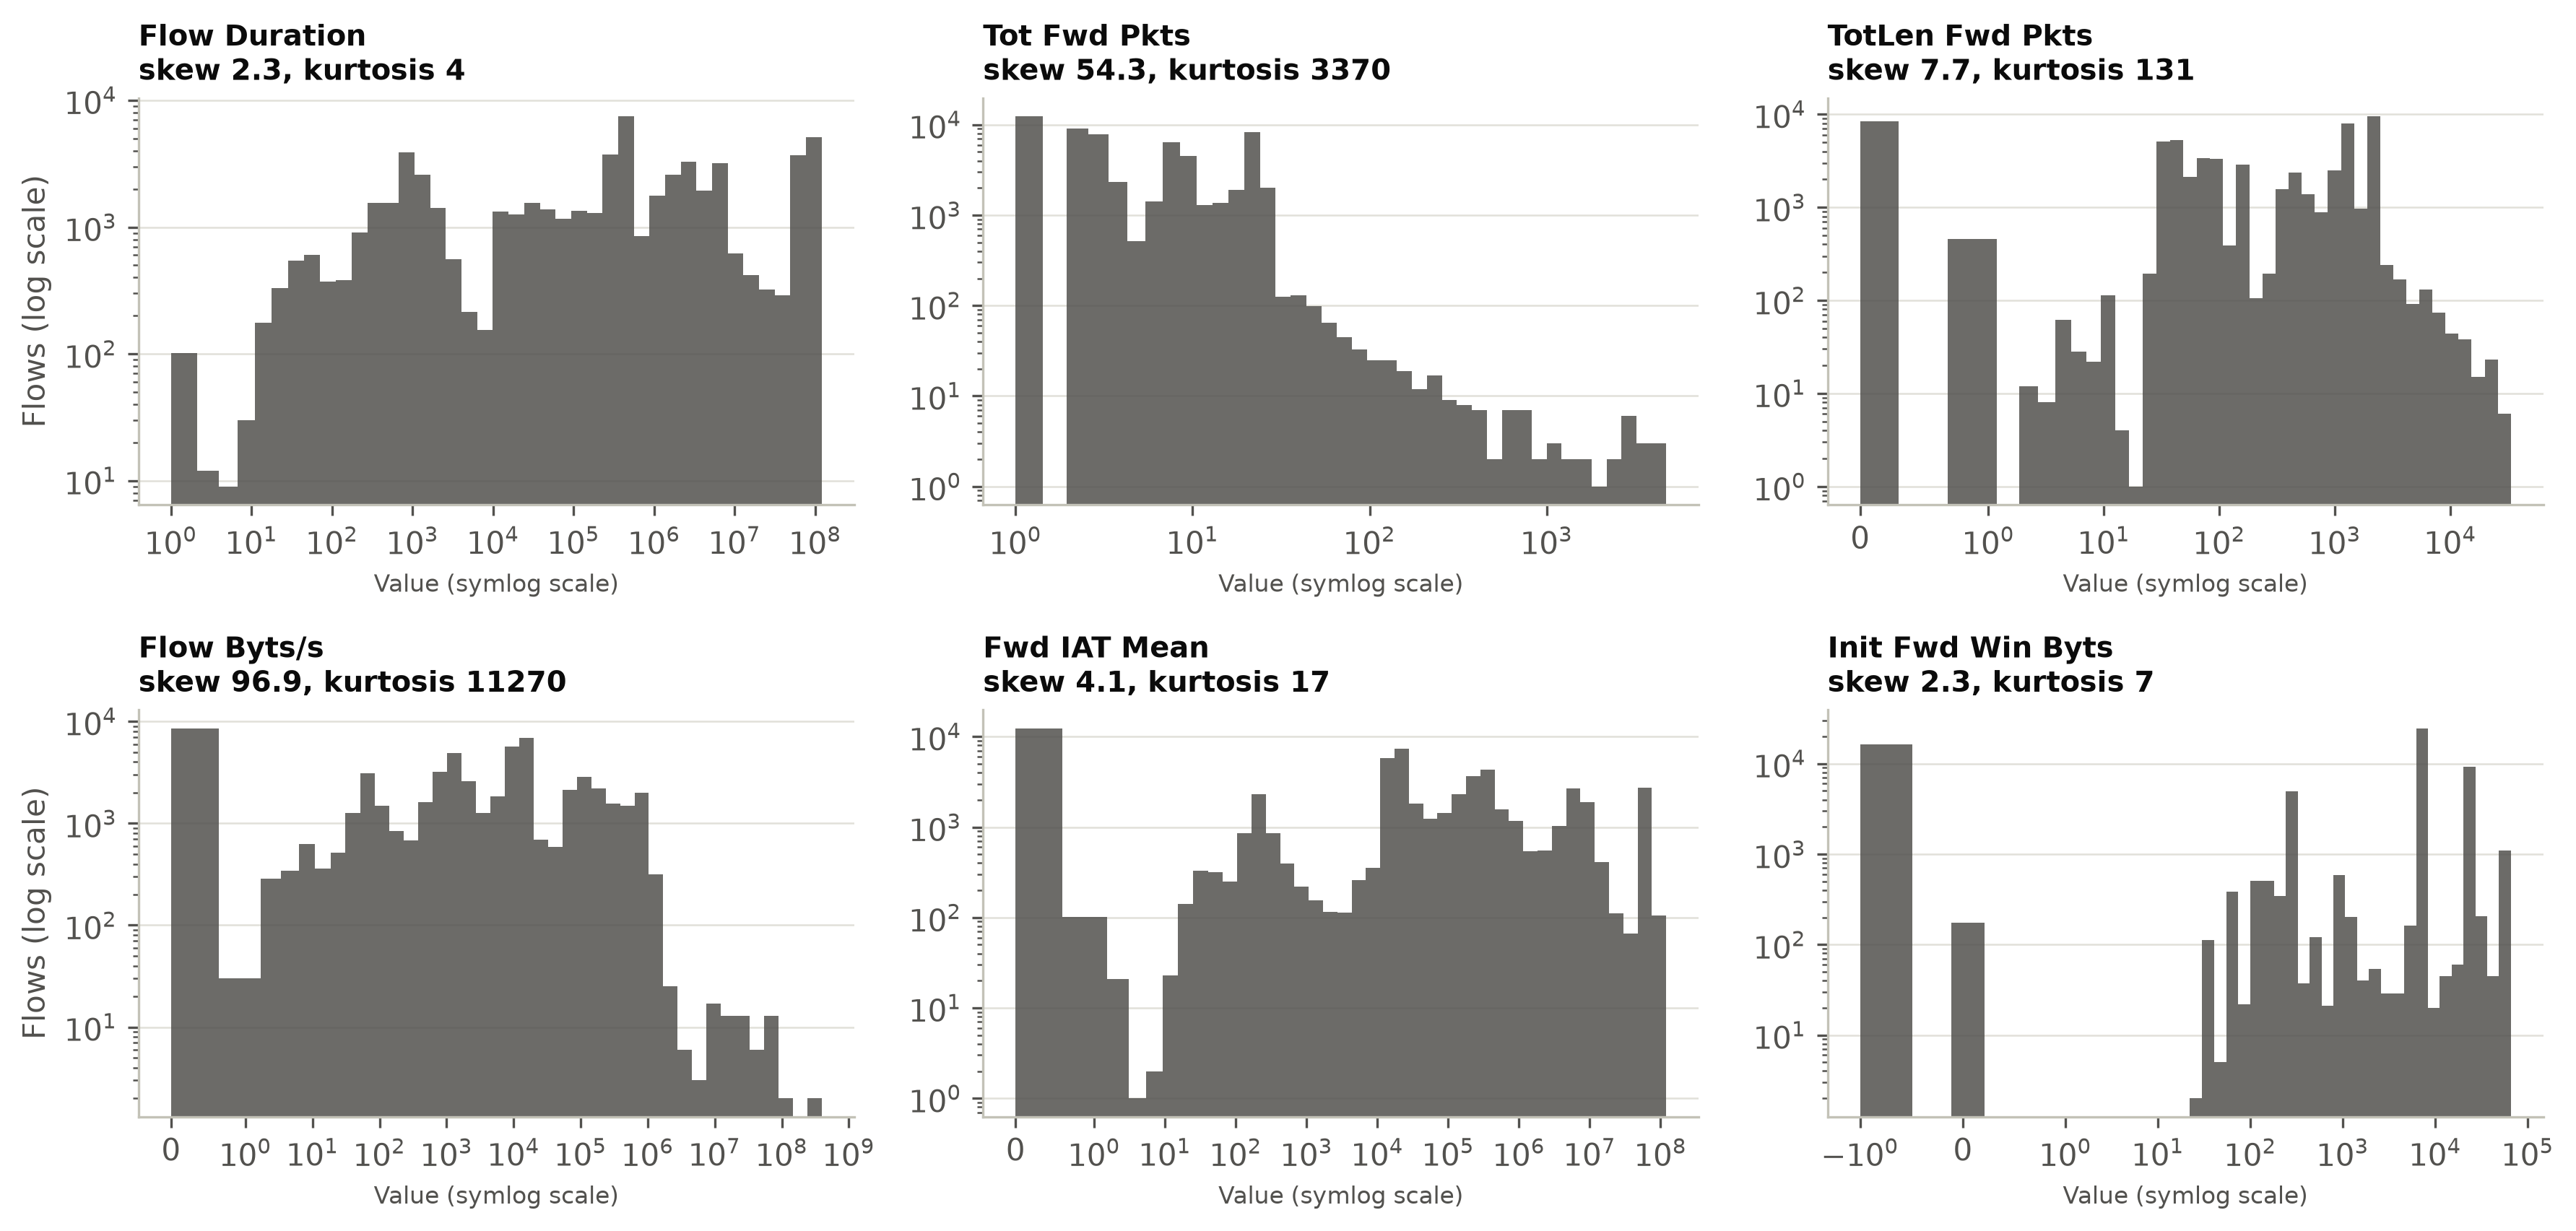 Flow Duration
skew 2.3, kurtosis 4
Flows (log scale)
10⁴
10³
10²
10¹
10⁰ 10¹ 10² 10³ 10⁴ 10⁵ 10⁶ 10⁷ 10⁸
Value (symlog scale)
Tot Fwd Pkts
skew 54.3, kurtosis 3370
10⁴
10³
10²
10¹
10⁰
10⁰ 10¹ 10² 10³
Value (symlog scale)
TotLen Fwd Pkts
skew 7.7, kurtosis 131
10⁴
10³
10²
10¹
10⁰
0 10⁰ 10¹ 10² 10³ 10⁴
Value (symlog scale)
Flow Byts/s
skew 96.9, kurtosis 11270
Flows (log scale)
10⁴
10³
10²
10¹
0 10⁰ 10¹ 10² 10³ 10⁴ 10⁵ 10⁶ 10⁷ 10⁸ 10⁹
Value (symlog scale)
Fwd IAT Mean
skew 4.1, kurtosis 17
10⁴
10³
10²
10¹
10⁰
0 10⁰ 10¹ 10² 10³ 10⁴ 10⁵ 10⁶ 10⁷ 10⁸
Value (symlog scale)
Init Fwd Win Byts
skew 2.3, kurtosis 7
10⁴
10³
10²
10¹
−10⁰ 0 10⁰ 10¹ 10² 10³ 10⁴ 10⁵
Value (symlog scale)